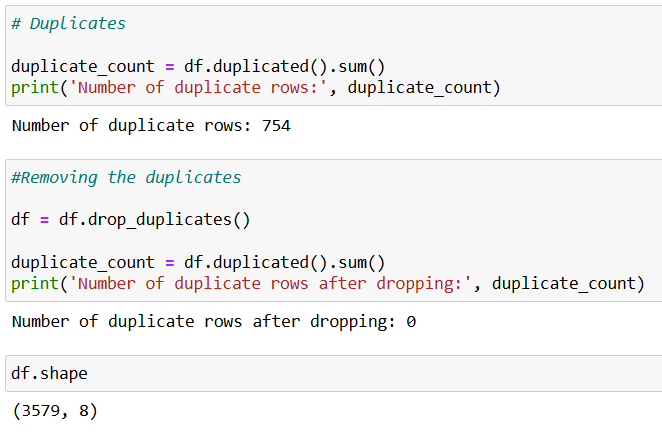 # Duplicates
duplicate_count = df.duplicated().sum()
print('Number of duplicate rows:', duplicate_count)
Number of duplicate rows: 754
#Removing the duplicates
df = df.drop_duplicates()
duplicate_count = df.duplicated().sum()
print('Number of duplicate rows after dropping:', duplicate_count)
Number of duplicate rows after dropping: 0
df.shape
(3579, 8)